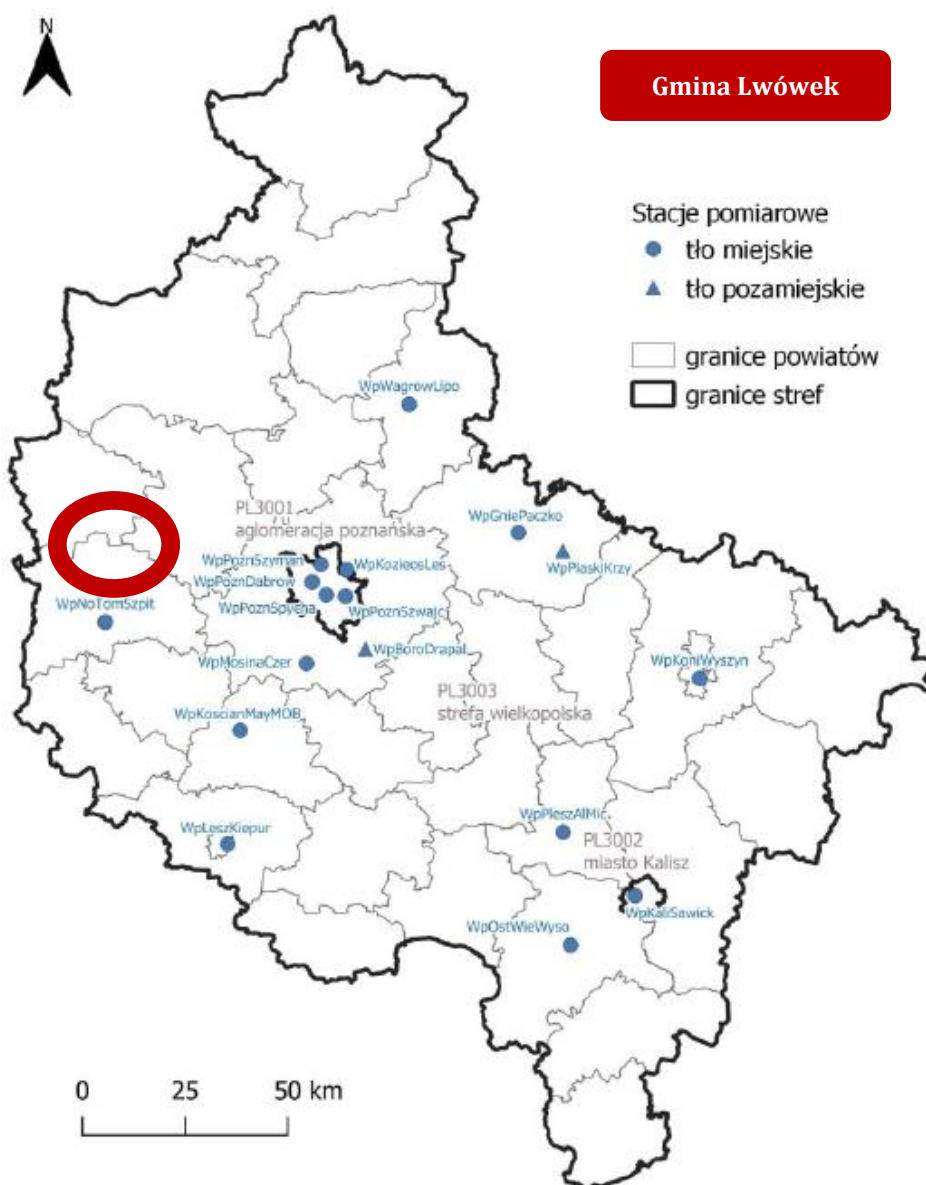 N
Gmina Lwówek
Stacje pomiarowe
tło miejskie
tło pozamiejskie
granice powiatów
granice stref
WpWagrowLipo
PL3001
aglomeracja poznańska
WpGniePaczko
WpPoznSzyman
WpKozieosLes
WpPiaskiKrzy
WpPoznDabrow
WpNoTomSzpit
WpPoznSpycha
WpPoznSzwajc
WpMosinaCzer
WpBoroDrapal
WpKoniWyszyn
PL3003
strefa wielkopolska
WpKoscianMayMOB
WpPleszAlMic
WpLeszKiepur
PL3002
miasto Kalisz
WpKaliSawick
WpOstWieWyso
0 25 50 km